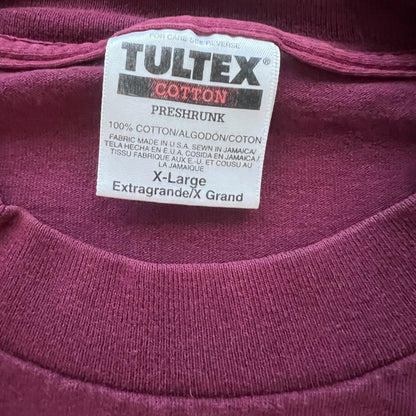 FOR CARE SEE REVERSE
TULTEX®
COTTON
PRESHRUNK
100% COTTON/ALGODÓN/COTON
FABRIC MADE IN U.S.A. SEWN IN JAMAICA/
TELA HECHA EN E.U.A. COSIDA EN JAMAICA/
TISSU FABRIQUE AUX E.-U. ET COUSU AU
LA JAMAIQUE
X-Large
Extragrande/X Grand